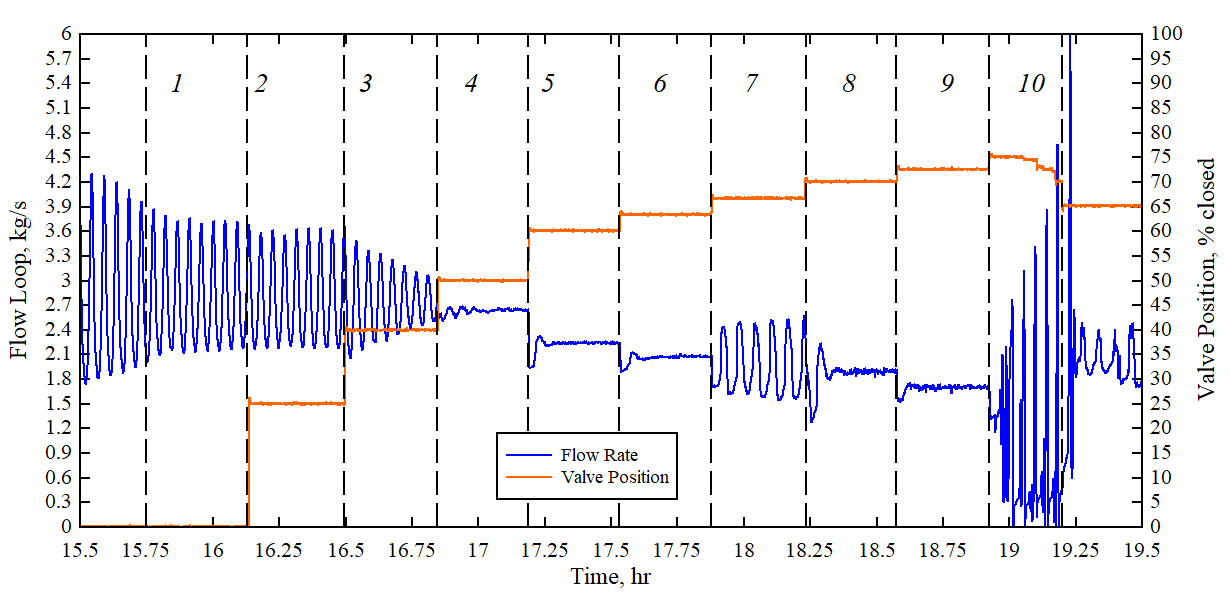 6 5.7 5.4 5.1 4.8 4.5 4.2 3.9 3.6 3.3 3 2.7 2.4 2.1 1.8 1.5 1.2 0.9 0.6 0.3 0
Flow Loop, kg/s
1 2 3 4 5 6 7 8 9 10
Flow Rate
Valve Position
100 95 90 85 80 75 70 65 60 55 50 45 40 35 30 25 20 15 10 5 0
Valve Position, % closed
15.5 15.75 16 16.25 16.5 16.75 17 17.25 17.5 17.75 18 18.25 18.5 18.75 19 19.25 19.5
Time, hr